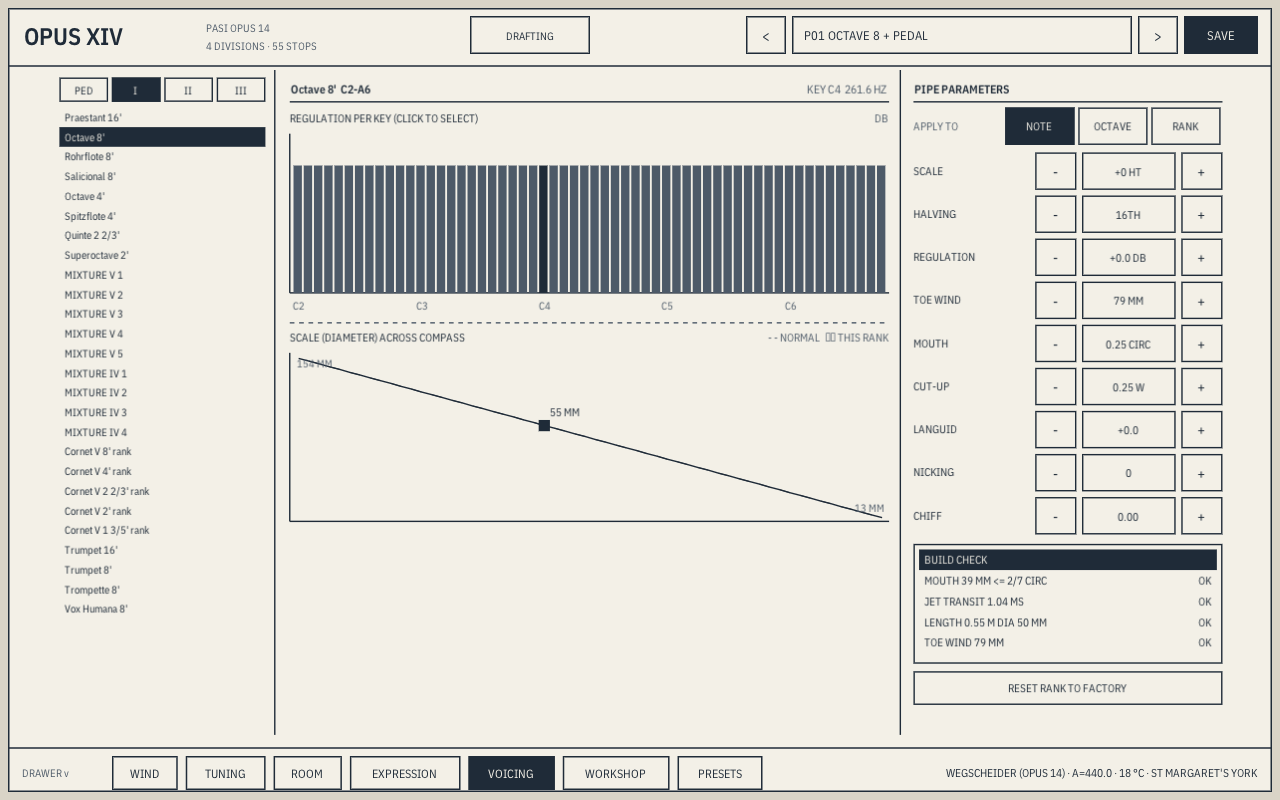 OPUS XIV
PASI OPUS 14
4 DIVISIONS · 55 STOPS
DRAFTING
<
P01 OCTAVE 8 + PEDAL
>
SAVE
PED
I
II
III
Praestant 16'
Octave 8'
Rohrflote 8'
Salicional 8'
Octave 4'
Spitzflote 4'
Quinte 2 2/3'
Superoctave 2'
MIXTURE V 1
MIXTURE V 2
MIXTURE V 3
MIXTURE V 4
MIXTURE V 5
MIXTURE IV 1
MIXTURE IV 2
MIXTURE IV 3
MIXTURE IV 4
Cornet V 8' rank
Cornet V 4' rank
Cornet V 2 2/3' rank
Cornet V 2' rank
Cornet V 1 3/5' rank
Trumpet 16'
Trumpet 8'
Trompette 8'
Vox Humana 8'
Octave 8' C2-A6
KEY C4 261.6 HZ
REGULATION PER KEY (CLICK TO SELECT)
DB
C2 C3 C4 C5 C6
SCALE (DIAMETER) ACROSS COMPASS
- - NORMAL THIS RANK
154 MM
55 MM
13 MM
PIPE PARAMETERS
APPLY TO NOTE OCTAVE RANK
SCALE - +0 HT +
HALVING - 16TH +
REGULATION - +0.0 DB +
TOE WIND - 79 MM +
MOUTH - 0.25 CIRC +
CUT-UP - 0.25 W +
LANGUID - +0.0 +
NICKING - 0 +
CHIFF - 0.00 +
BUILD CHECK
MOUTH 39 MM <= 2/7 CIRC OK
JET TRANSIT 1.04 MS OK
LENGTH 0.55 M DIA 50 MM OK
TOE WIND 79 MM OK
RESET RANK TO FACTORY
DRAWER v
WIND
TUNING
ROOM
EXPRESSION
VOICING
WORKSHOP
PRESETS
WEGSCHEIDER (OPUS 14) · A=440.0 · 18 °C · ST MARGARET'S YORK